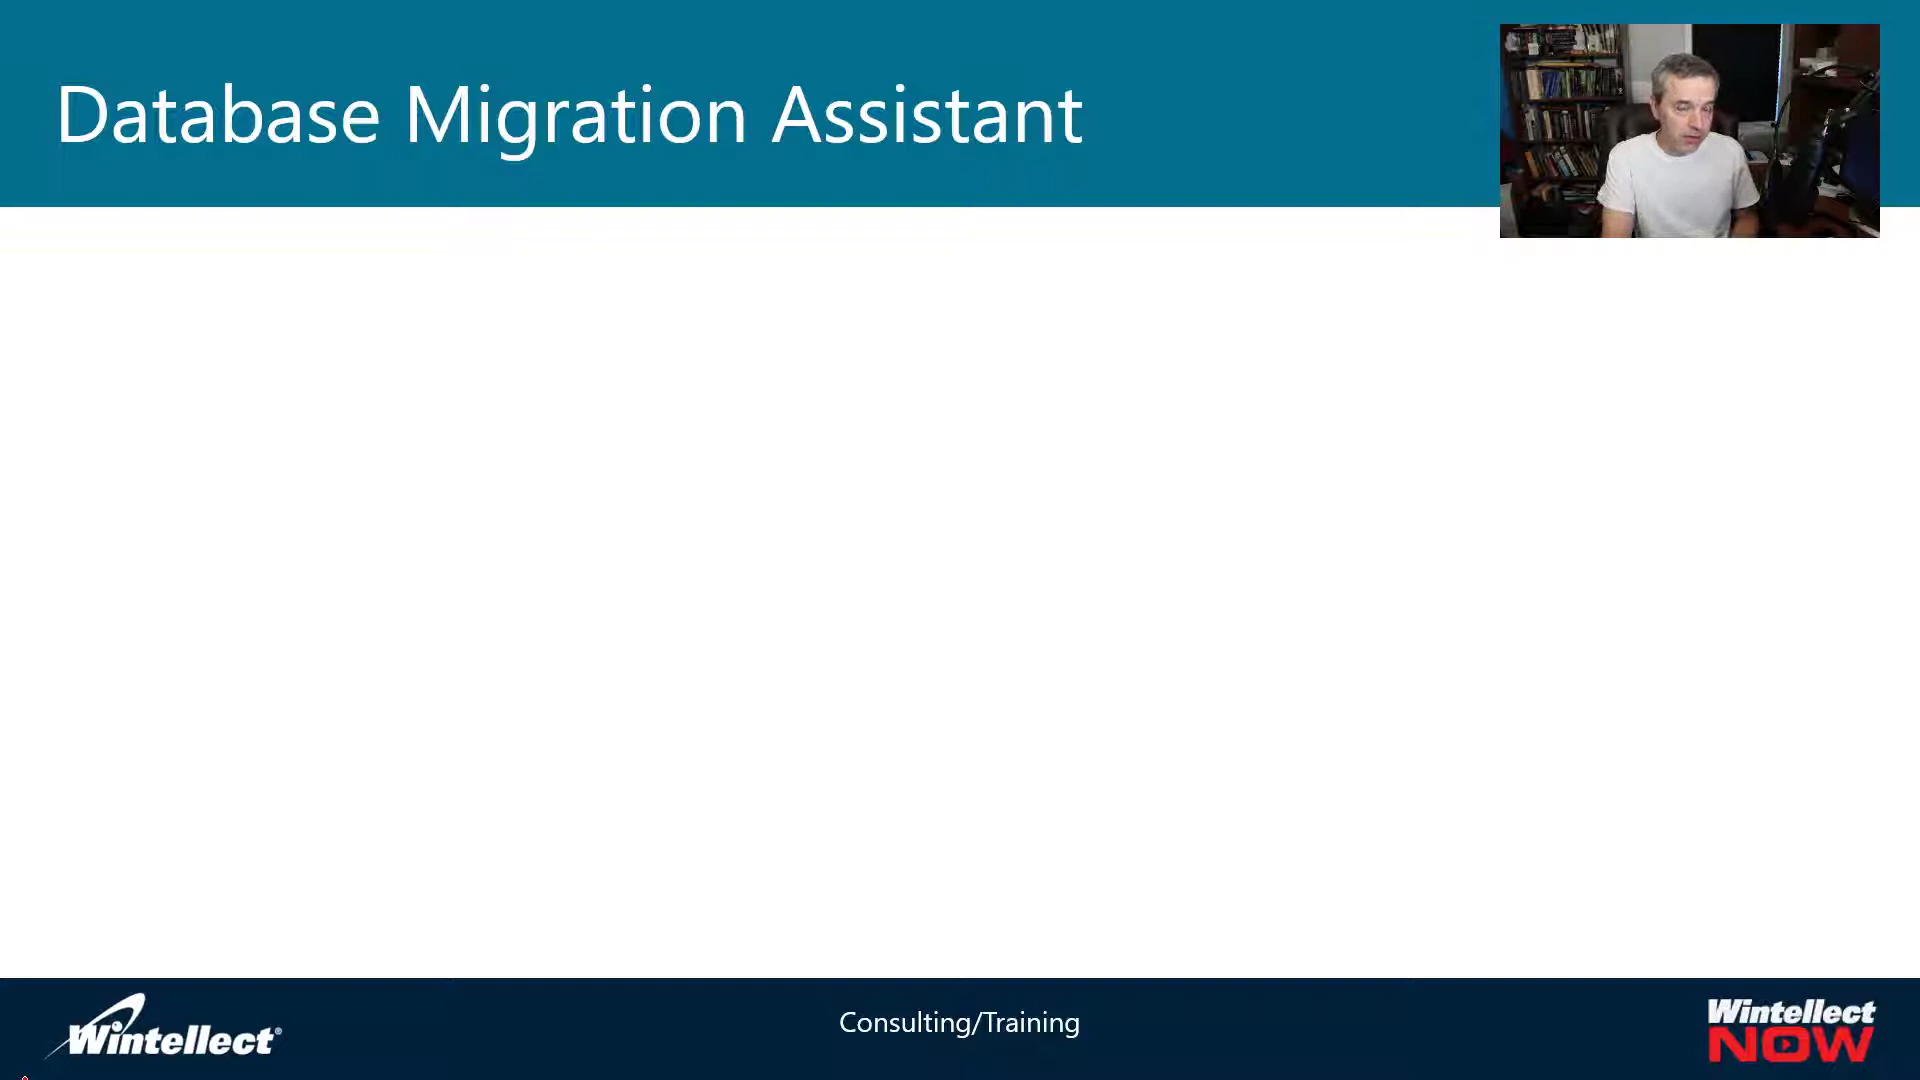 Database Migration Assistant
Wintellect®
Consulting/Training
Wintellect
NOW